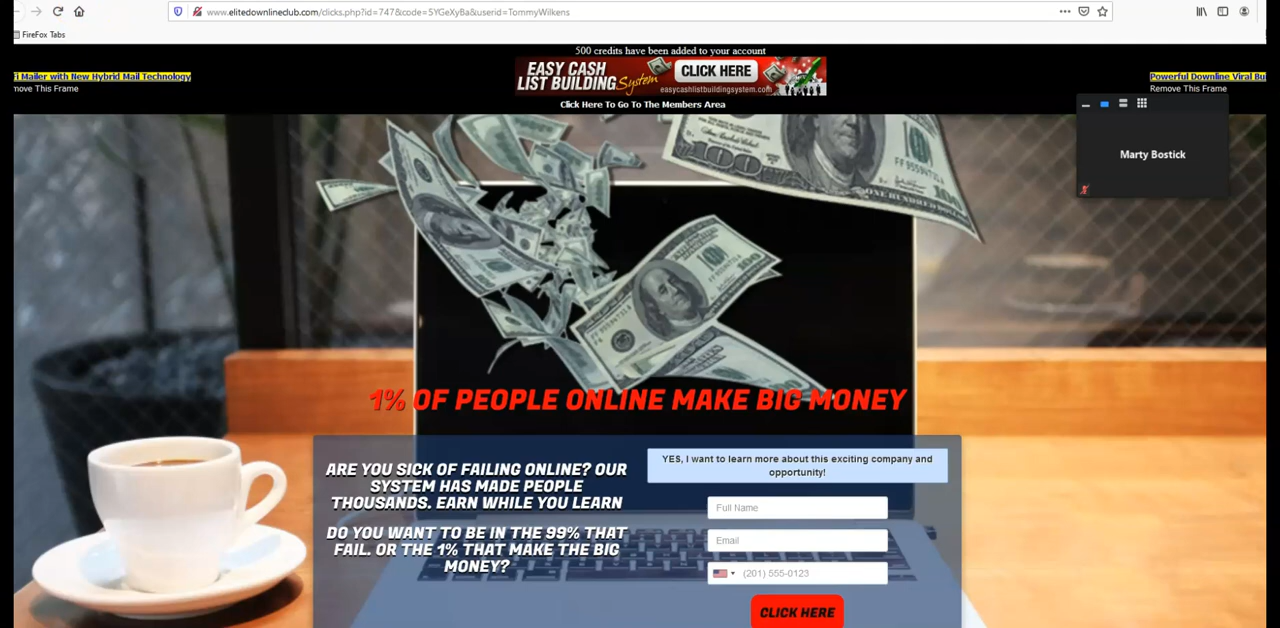 www.elitedownlineclub.com/clicks.php?id=747&code=SYGeXyBa&userid=TommyWilkens
FireFox Tabs
500 credits have been added to your account
i Mailer with New Hybrid Mail Technology
move This Frame
EASY CASH
LIST BUILDING System
CLICK HERE
easycashlistbuildingsystem.com
Powerful Downline Viral Bu
Remove This Frame
Click Here To Go To The Members Area
Marty Bostick
100
ONE HUNDRED DOLLARS
1% OF PEOPLE ONLINE MAKE BIG MONEY
ARE YOU SICK OF FAILING ONLINE? OUR
SYSTEM HAS MADE PEOPLE
THOUSANDS. EARN WHILE YOU LEARN
DO YOU WANT TO BE IN THE 99% THAT
FAIL. OR THE 1% THAT MAKE THE BIG
MONEY?
YES, I want to learn more about this exciting company and
opportunity!
Full Name
Email
(201) 555-0123
CLICK HERE